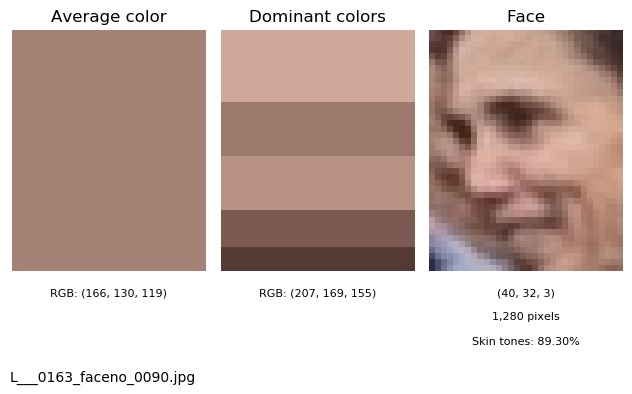 Average color
Dominant colors
Face
RGB: (166, 130, 119)
RGB: (207, 169, 155)
(40, 32, 3)
1,280 pixels
Skin tones: 89.30%
L___0163_faceno_0090.jpg